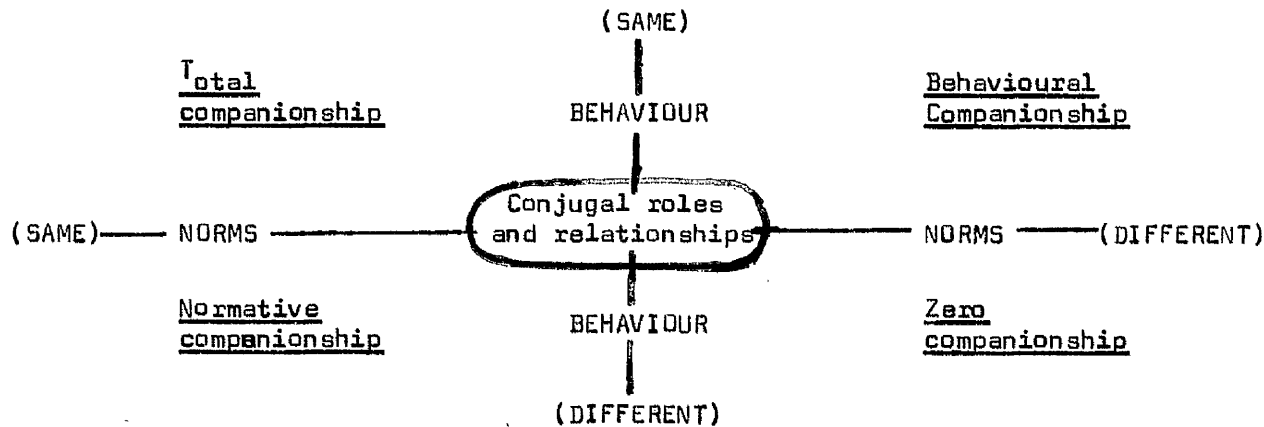 (SAME)
Total
companionship
BEHAVIOUR
Behavioural
Companionship
Conjugal roles
and relationships
(SAME) NORMS
NORMS (DIFFERENT)
Normative
companionship
BEHAVIOUR
Zero
companionship
(DIFFERENT)